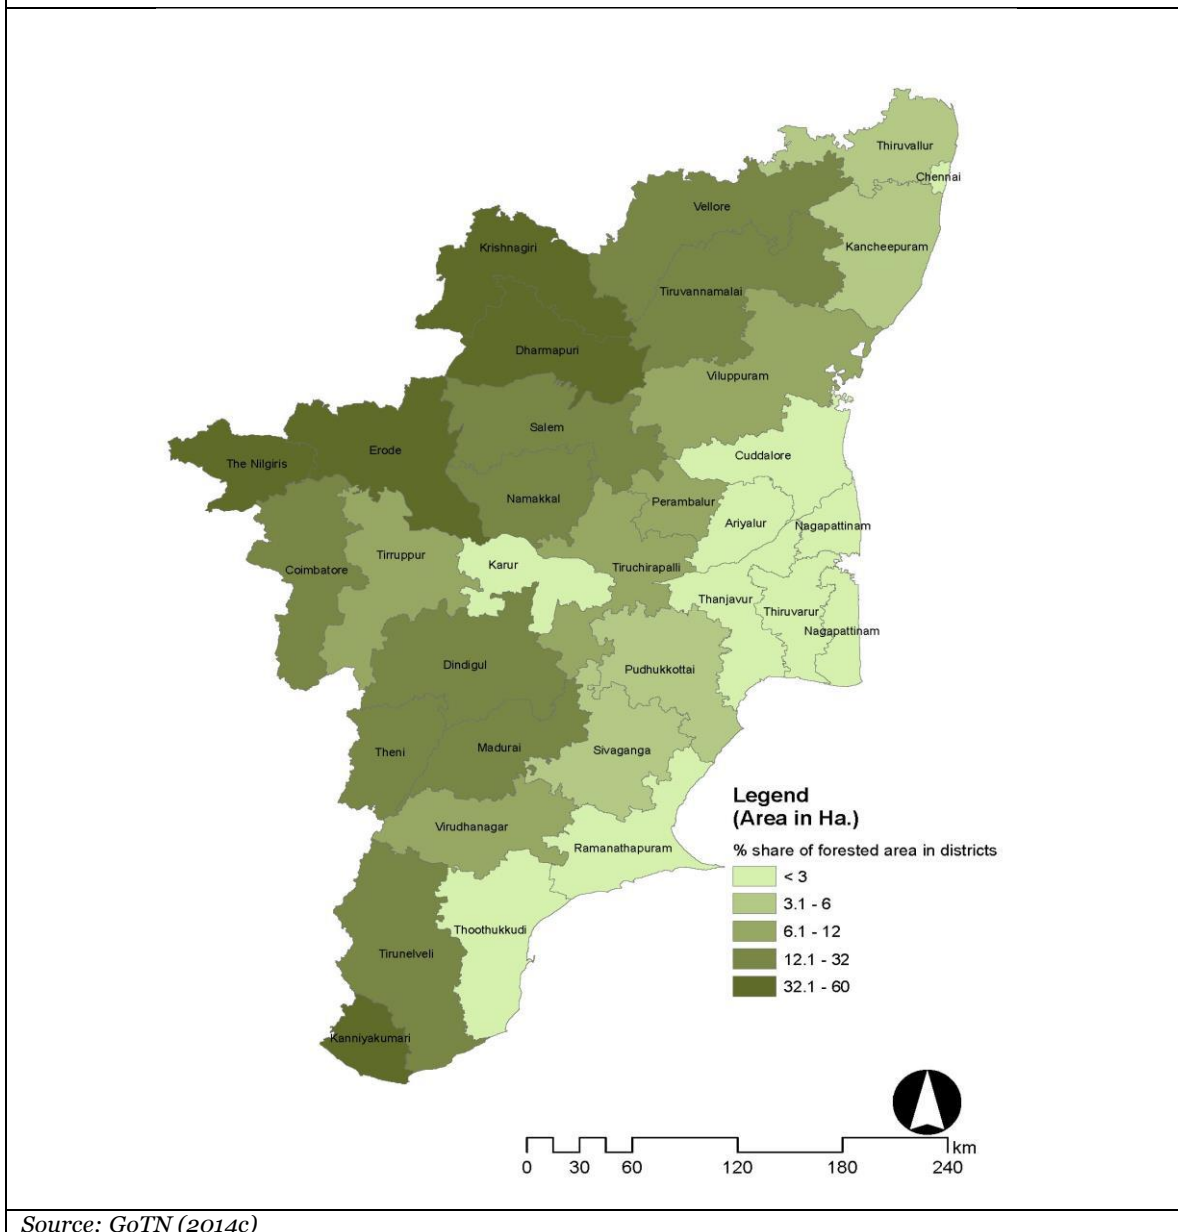 Thiruvallur
Chennai
Vellore
Krishnagiri
Kancheepuram
Tiruvannamalai
Dharmapuri
Viluppuram
Salem
Erode
Cuddalore
The Nilgiris
Namakkal
Perambalur
Ariyalur
Nagapattinam
Tirruppur
Karur
Coimbatore
Tiruchirapalli
Thanjavur
Thiruvarur
Nagapattinam
Dindigul
Pudhukkottai
Theni
Madurai
Sivaganga
Virudhanagar
Ramanathapuram
Thoothukkudi
Tirunelveli
Kanniyakumari
Legend
(Area in Ha.)
% share of forested area in districts
< 3
3.1 - 6
6.1 - 12
12.1 - 32
32.1 - 60
km
0 30 60 120 180 240
Source: GoTN (2014c)